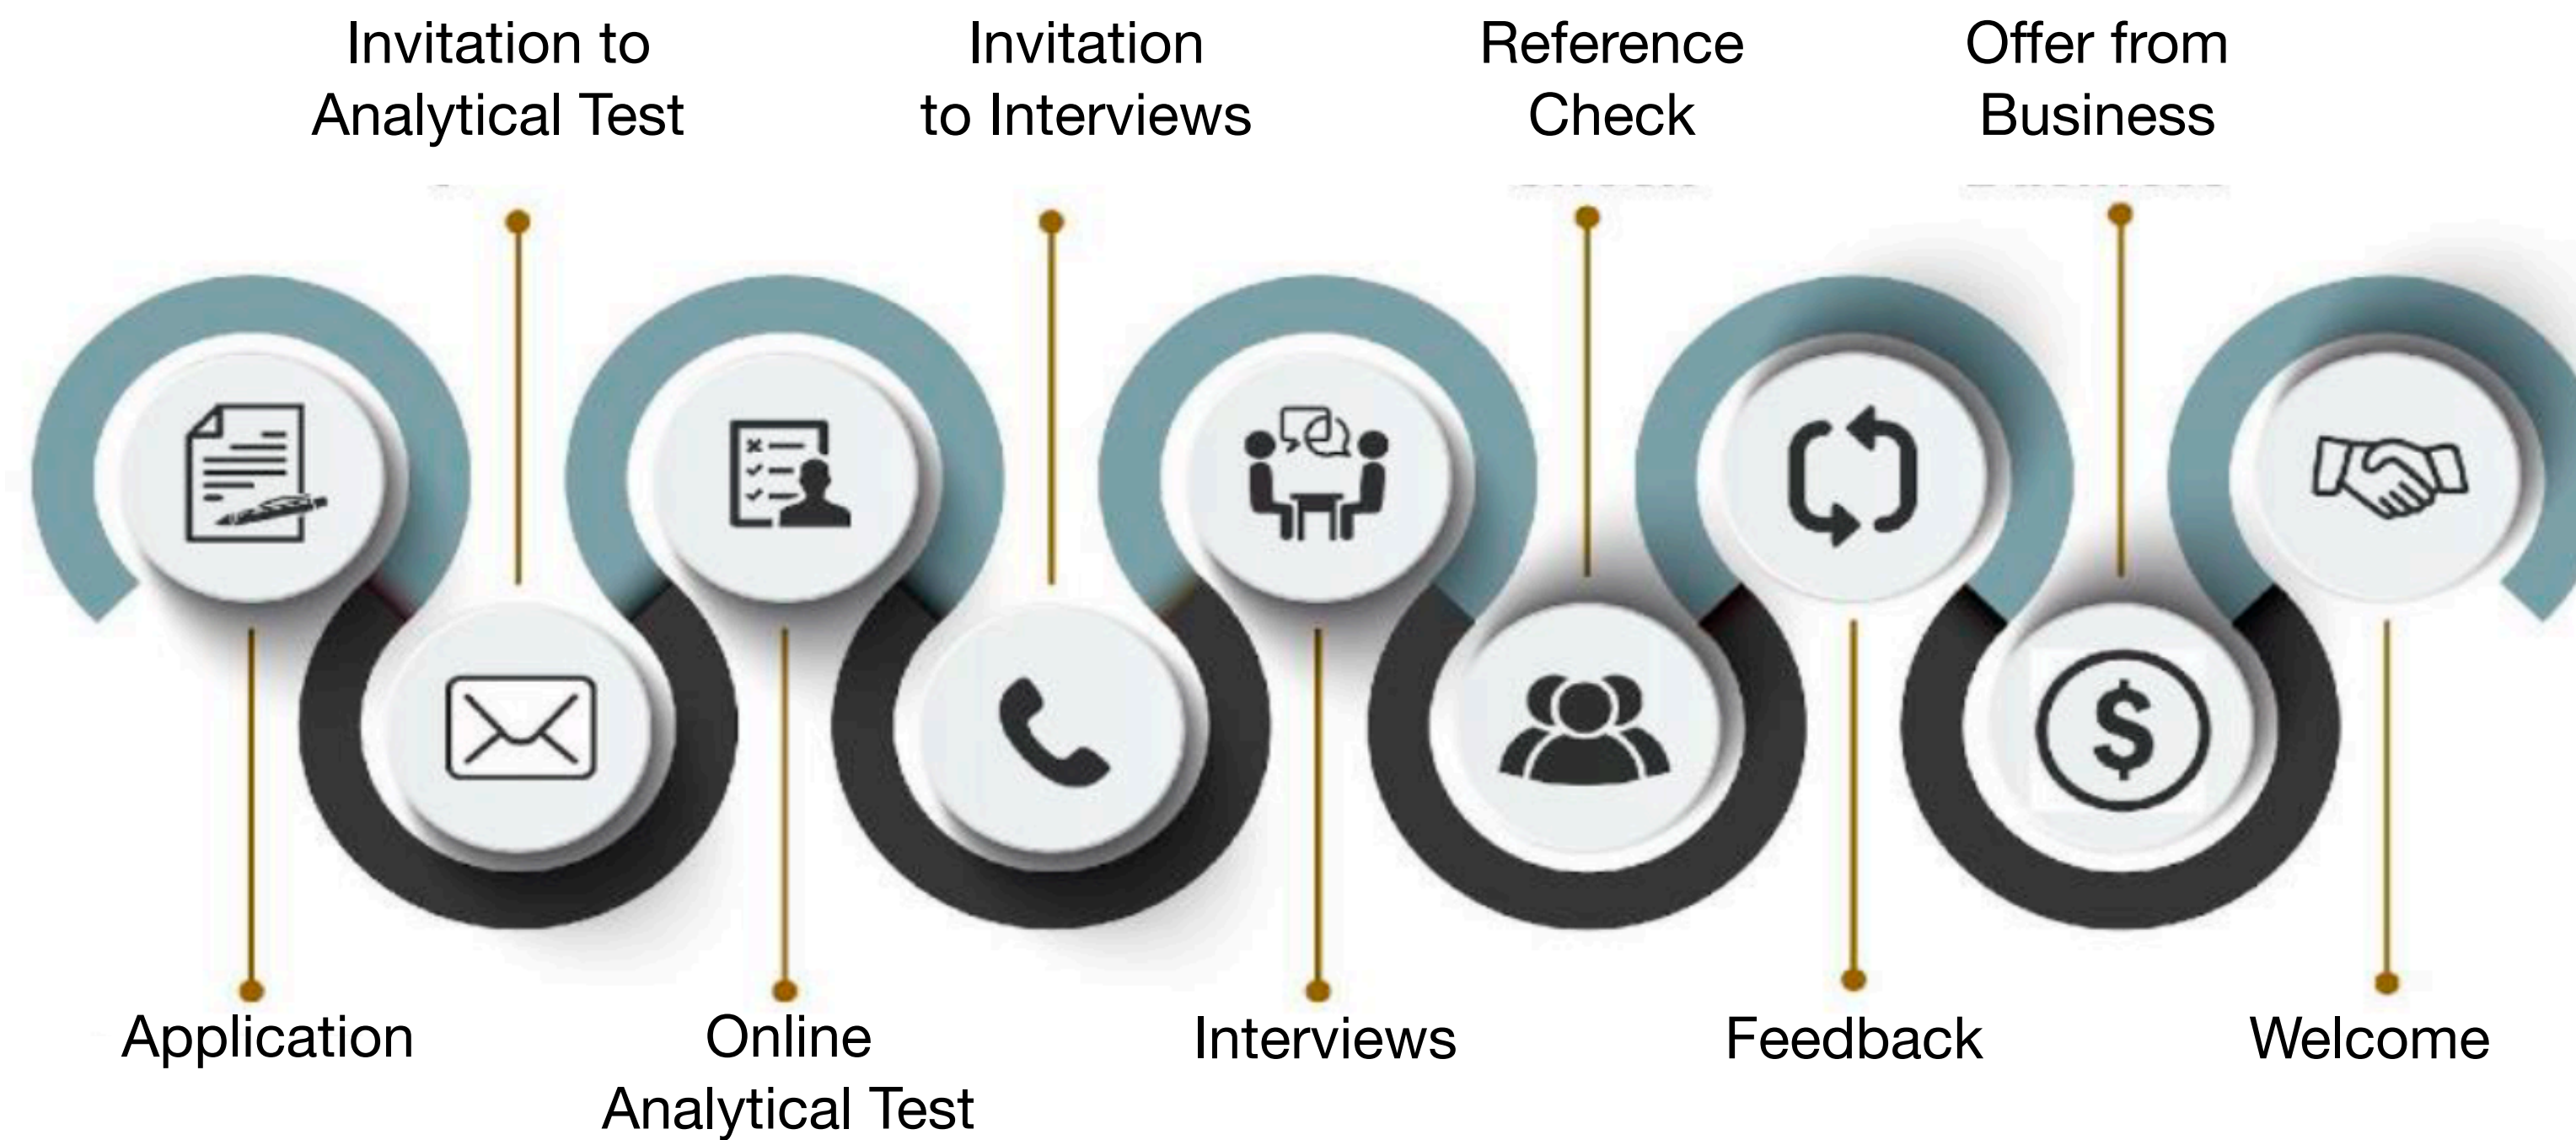 Invitation to
Analytical Test
Invitation
to Interviews
Reference
Check
Offer from
Business
$
Application
Online
Analytical Test
Interviews
Feedback
Welcome